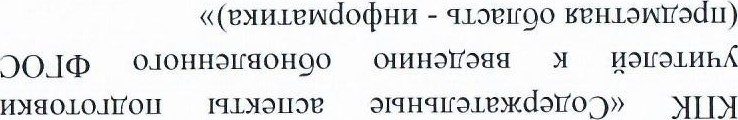 КПК «Содержательные аспекты подготовки
учителей к введению обновленного ФГОС
(предметная область - информатика)»